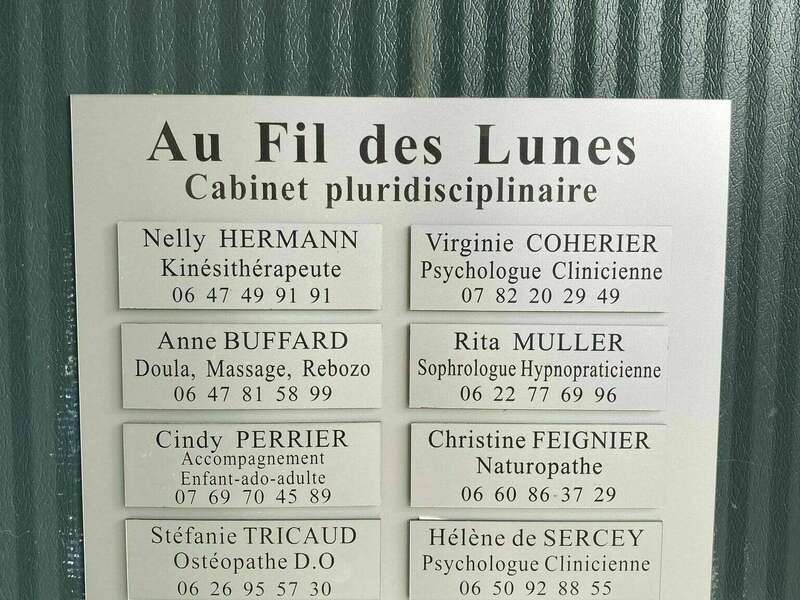 Au Fil des Lunes
Cabinet pluridisciplinaire
Nelly HERMANN
Kinésithérapeute
06 47 49 91 91
Virginie COHERIER
Psychologue Clinicienne
07 82 20 29 49
Anne BUFFARD
Doula, Massage, Rebozo
06 47 81 58 99
Rita MULLER
Sophrologue Hypnopraticienne
06 22 77 69 96
Cindy PERRIER
Accompagnement
Enfant-ado-adulte
07 69 70 45 89
Christine FEIGNIER
Naturopathe
06 60 86 37 29
Stéfanie TRICAUD
Ostéopathe D.O
06 26 95 57 30
Hélène de SERCEY
Psychologue Clinicienne
06 50 92 88 55